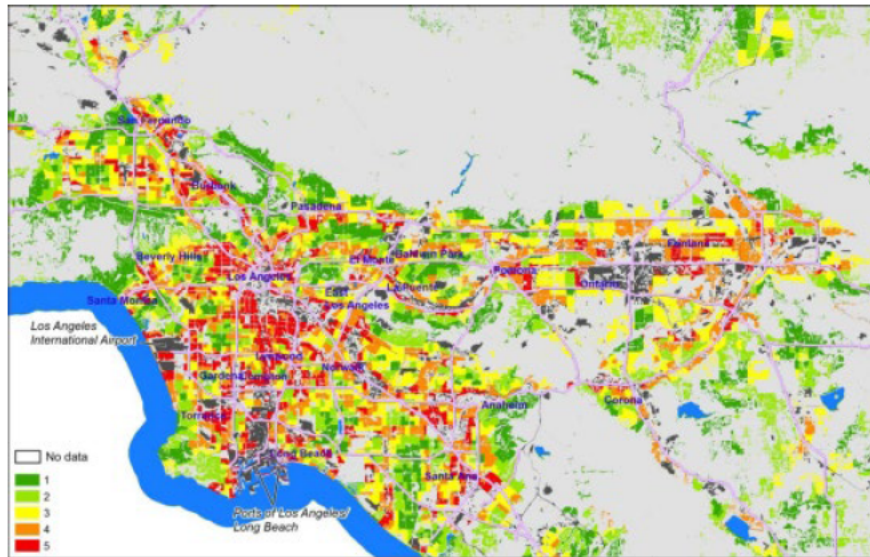 San Fernando
Burbank
Pasadena
Beverly Hills
El Monte
Baldwin Park
Los Angeles
Pomona
Fontana
Ontario
La Puente
East
Los Angeles
Santa Monica
Los Angeles
International Airport
Lynwood
Norwalk
Gardena
Compton
Torrance
Anaheim
Corona
Long Beach
Santa Ana
Ports of Los Angeles/
Long Beach
No data
1
2
3
4
5